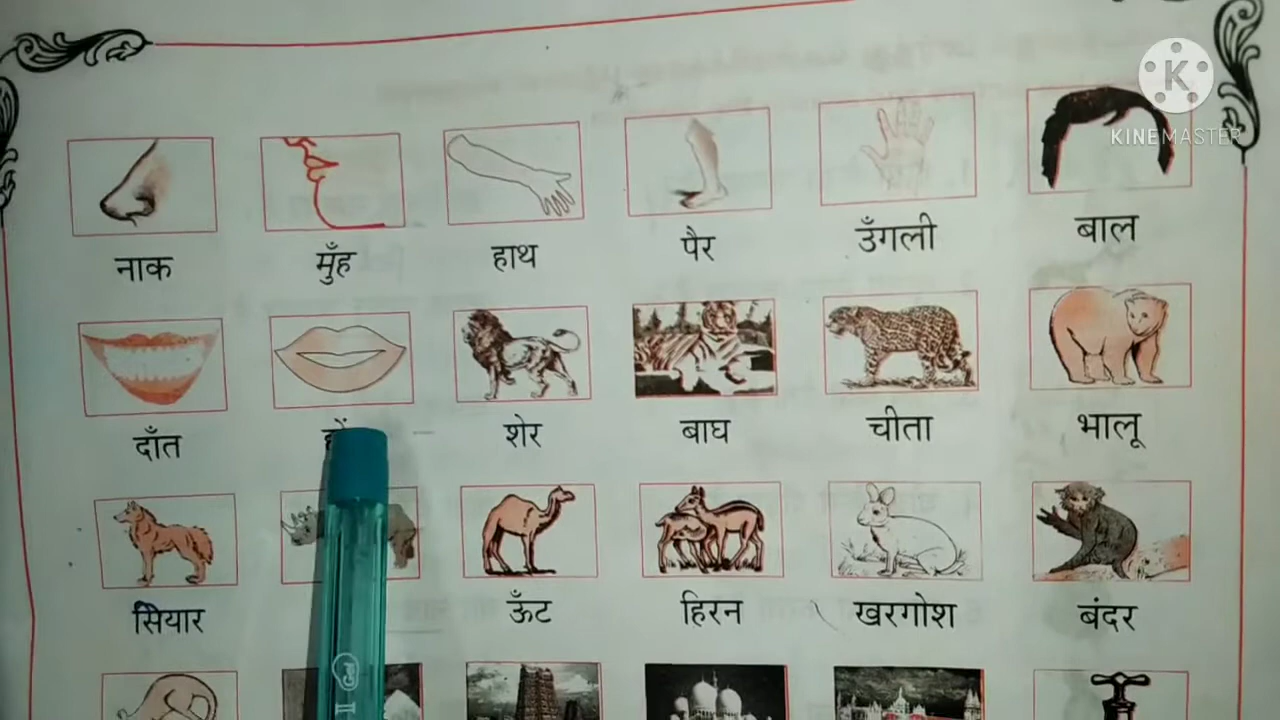 KINEMASTER
नाक मुँह हाथ पैर उँगली बाल
दाँत शेर बाघ चीता भालू
सियार ऊँट हिरन खरगोश बंदर